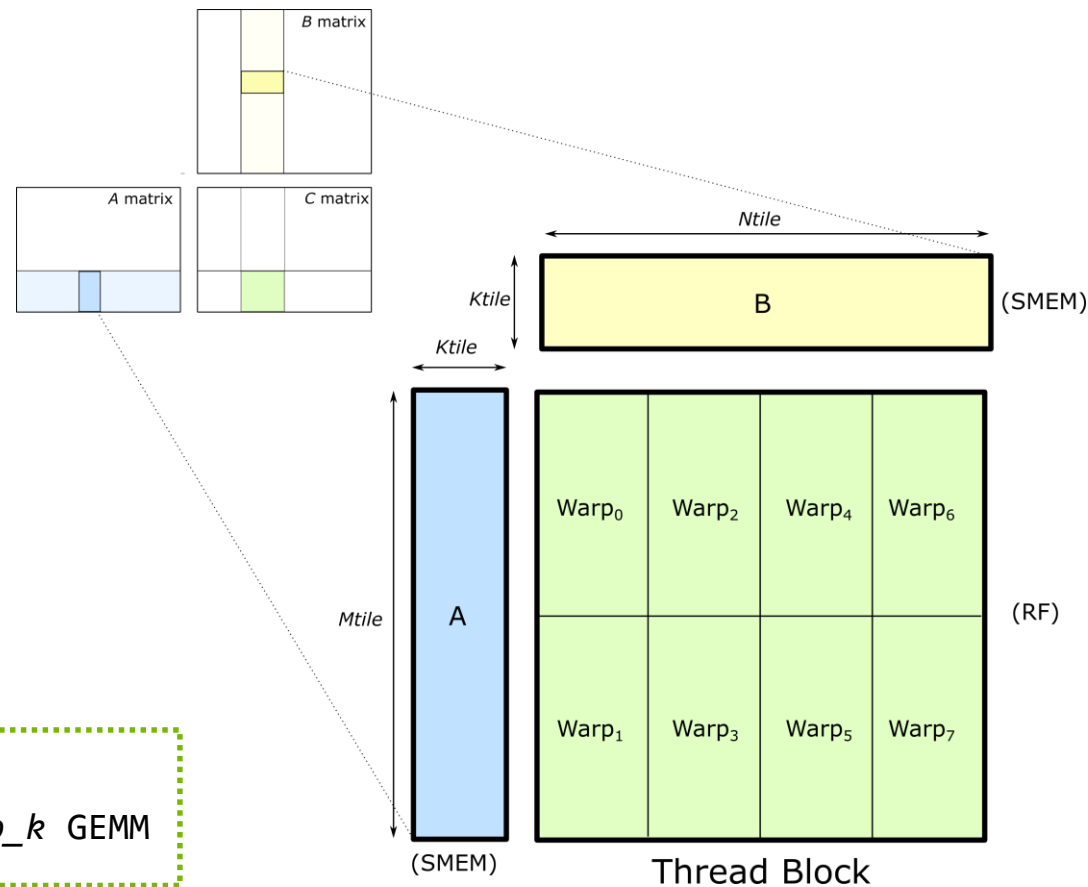 B matrix
A matrix
C matrix
Ntile
Ktile
B
(SMEM)
Ktile
Mtile
A
Warp₀ Warp₂ Warp₄ Warp₆
(RF)
Warp₁ Warp₃ Warp₅ Warp₇
_k GEMM
(SMEM)
Thread Block